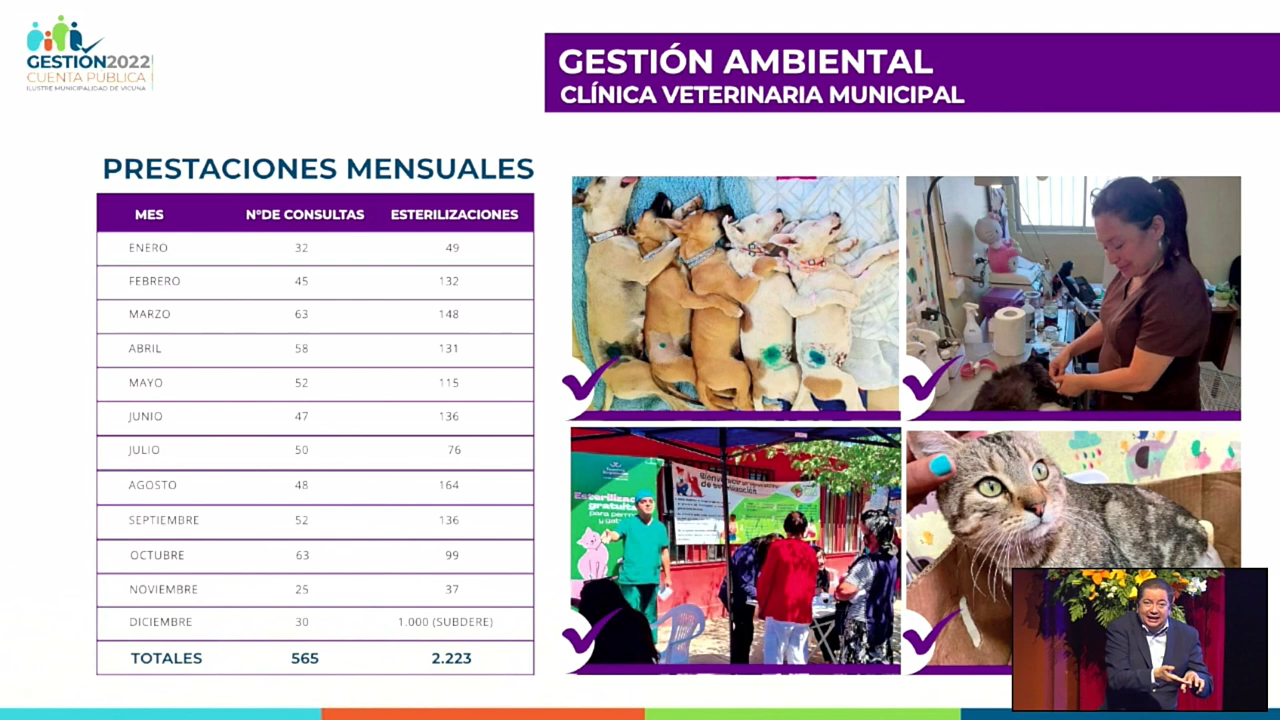 GESTIÓN2022
CUENTA PÚBLICA
ILUSTRE MUNICIPALIDAD DE VICUÑA
GESTIÓN AMBIENTAL
CLÍNICA VETERINARIA MUNICIPAL
PRESTACIONES MENSUALES
MES N°DE CONSULTAS ESTERILIZACIONES
ENERO 32 49
FEBRERO 45 132
MARZO 63 148
ABRIL 58 131
MAYO 52 115
JUNIO 47 136
JULIO 50 76
AGOSTO 48 164
SEPTIEMBRE 52 136
OCTUBRE 63 99
NOVIEMBRE 25 37
DICIEMBRE 30 1.000 (SUBDERE)
TOTALES 565 2.223